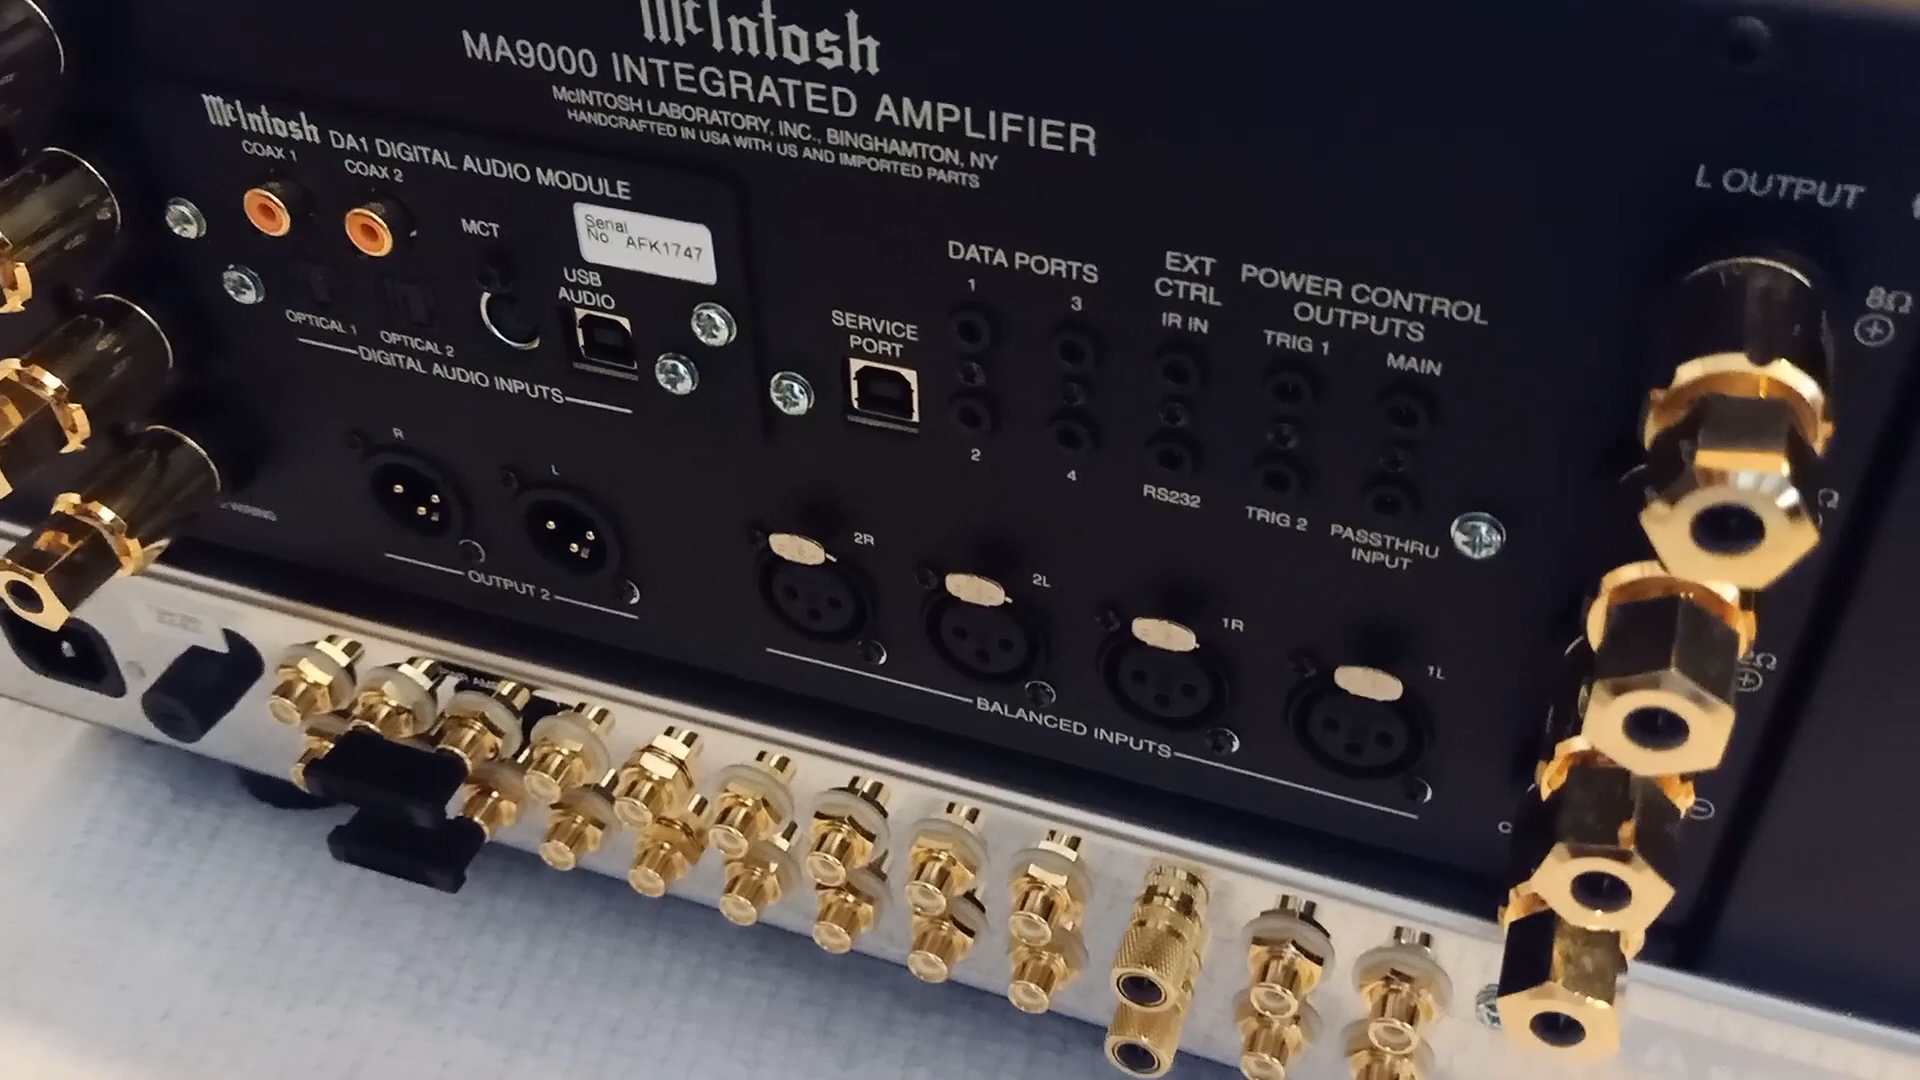 McIntosh
MA9000 INTEGRATED AMPLIFIER
McINTOSH LABORATORY, INC., BINGHAMTON, NY
HANDCRAFTED IN USA WITH US AND IMPORTED PARTS
McIntosh DA1 DIGITAL AUDIO MODULE
COAX 1
COAX 2
MCT
Serial
No. AFK1747
USB
AUDIO
OPTICAL 1
OPTICAL 2
DIGITAL AUDIO INPUTS
SERVICE
PORT
DATA PORTS
1
3
2
4
EXT
CTRL
IR IN
RS232
POWER CONTROL
OUTPUTS
TRIG 1
MAIN
TRIG 2
PASSTHRU
INPUT
L OUTPUT
8Ω
+
R
L
OUTPUT 2
2R
2L
1R
1L
BALANCED INPUTS
WIRING
Ω
2Ω
+
−